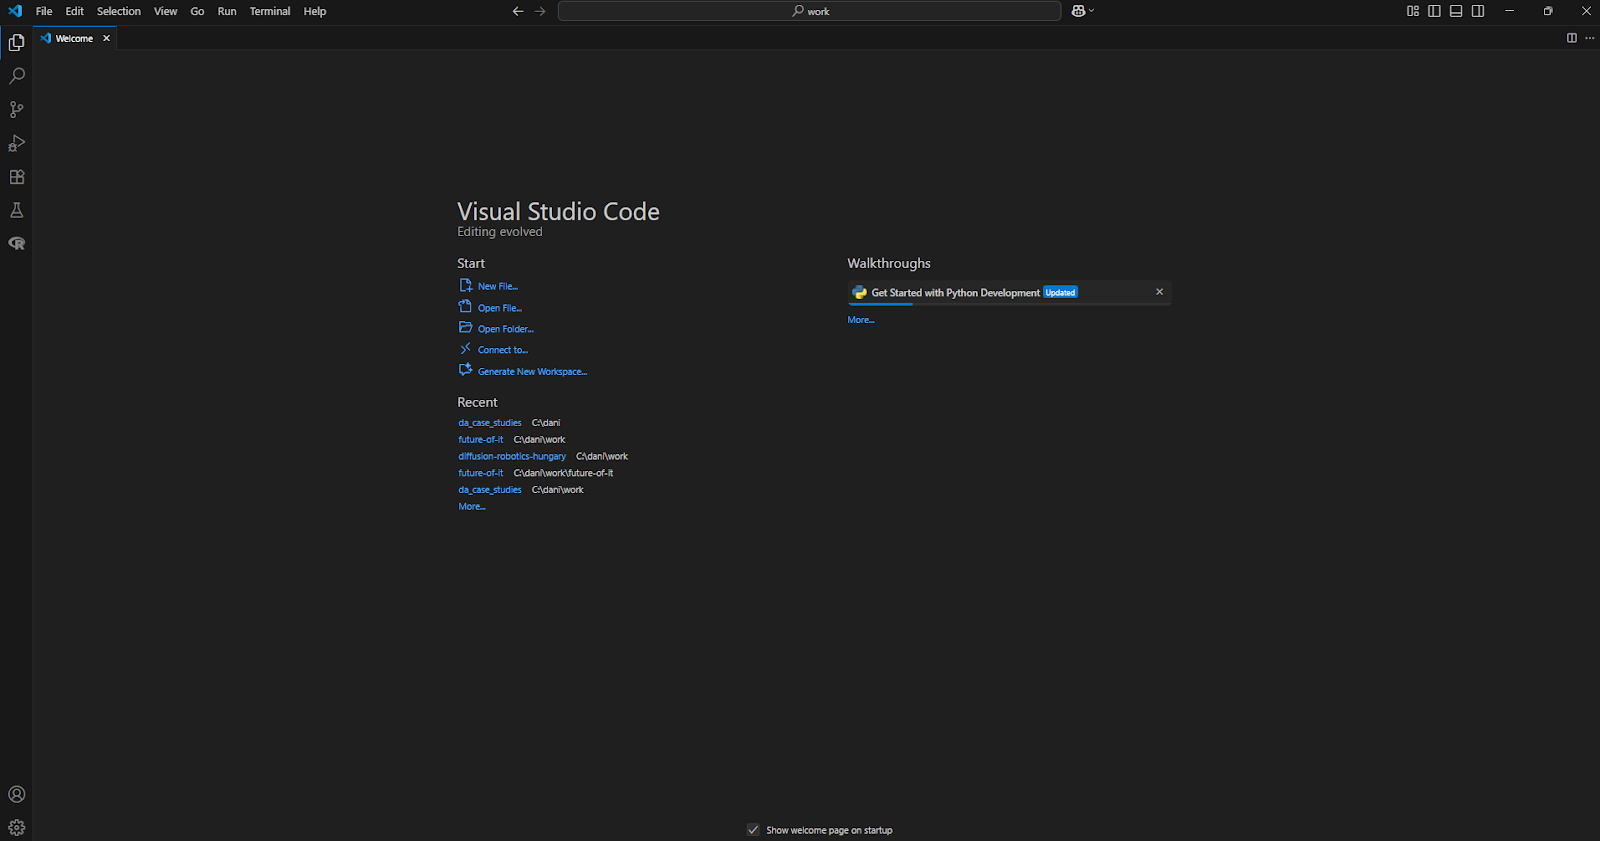 File Edit Selection View Go Run Terminal Help work
Welcome
Visual Studio Code
Editing evolved
Start
New File...
Open File...
Open Folder...
Connect to...
Generate New Workspace...
Recent
da_case_studies C:\dani
future-of-it C:\dani\work
diffusion-robotics-hungary C:\dani\work
future-of-it C:\dani\work\future-of-it
da_case_studies C:\dani\work
More...
Walkthroughs
Get Started with Python Development Updated
More...
Show welcome page on startup